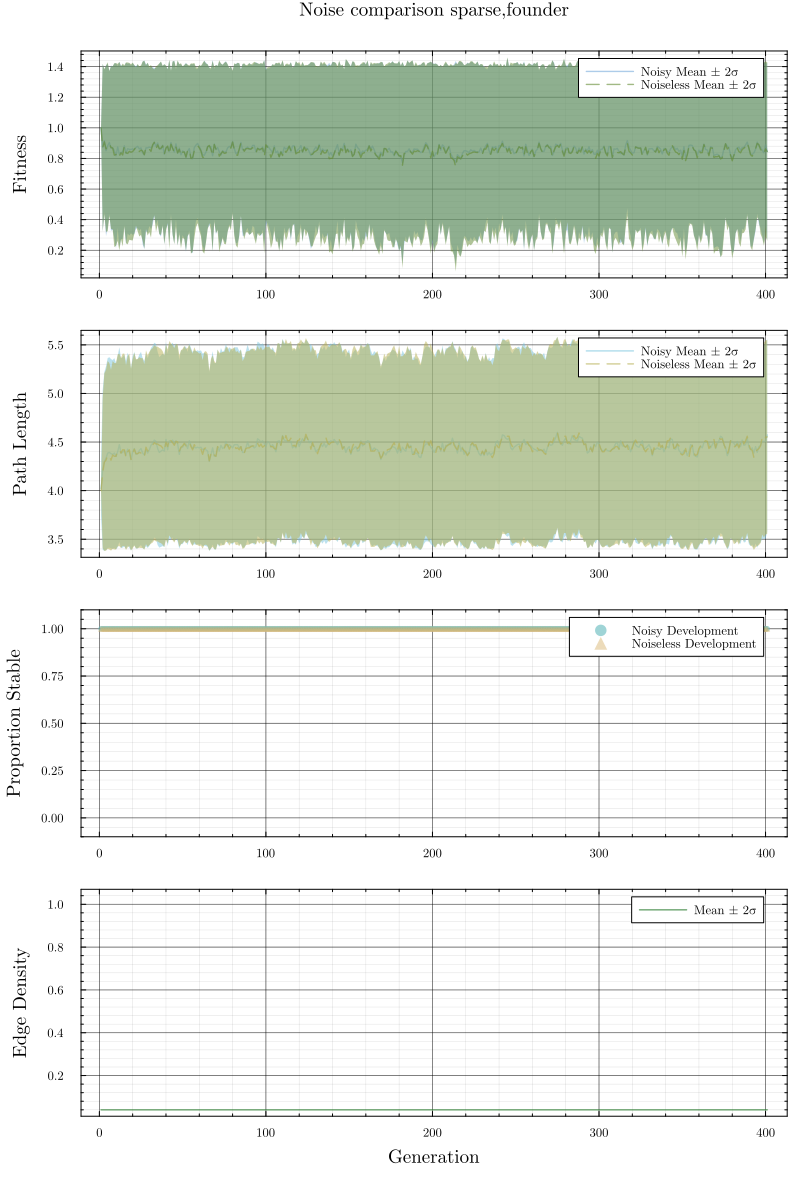 Noise comparison sparse,founder
Fitness
1.4
1.2
1.0
0.8
0.6
0.4
0.2
Noisy Mean ± 2σ
Noiseless Mean ± 2σ
0 100 200 300 400
Path Length
5.5
5.0
4.5
4.0
3.5
Noisy Mean ± 2σ
Noiseless Mean ± 2σ
0 100 200 300 400
Proportion Stable
1.00
0.75
0.50
0.25
0.00
Noisy Development
Noiseless Development
0 100 200 300 400
Edge Density
1.0
0.8
0.6
0.4
0.2
Mean ± 2σ
0 100 200 300 400
Generation